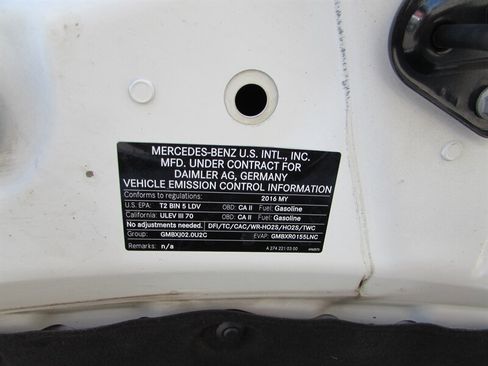 MERCEDES-BENZ U.S. INTL., INC.
MFD. UNDER CONTRACT FOR
DAIMLER AG, GERMANY
VEHICLE EMISSION CONTROL INFORMATION
Conforms to regulations: 2016 MY
U.S. EPA: T2 BIN 5 LDV OBD: CA II Fuel: Gasoline
California: ULEV III 70 OBD: CA II Fuel: Gasoline
No adjustments needed. DFI/TC/CAC/WR-HO2S/HO2S/TWC
Group: GMBXJ02.0U2C EVAP: GMBXR0155LNC
Remarks: n/a A 274 221 03 00